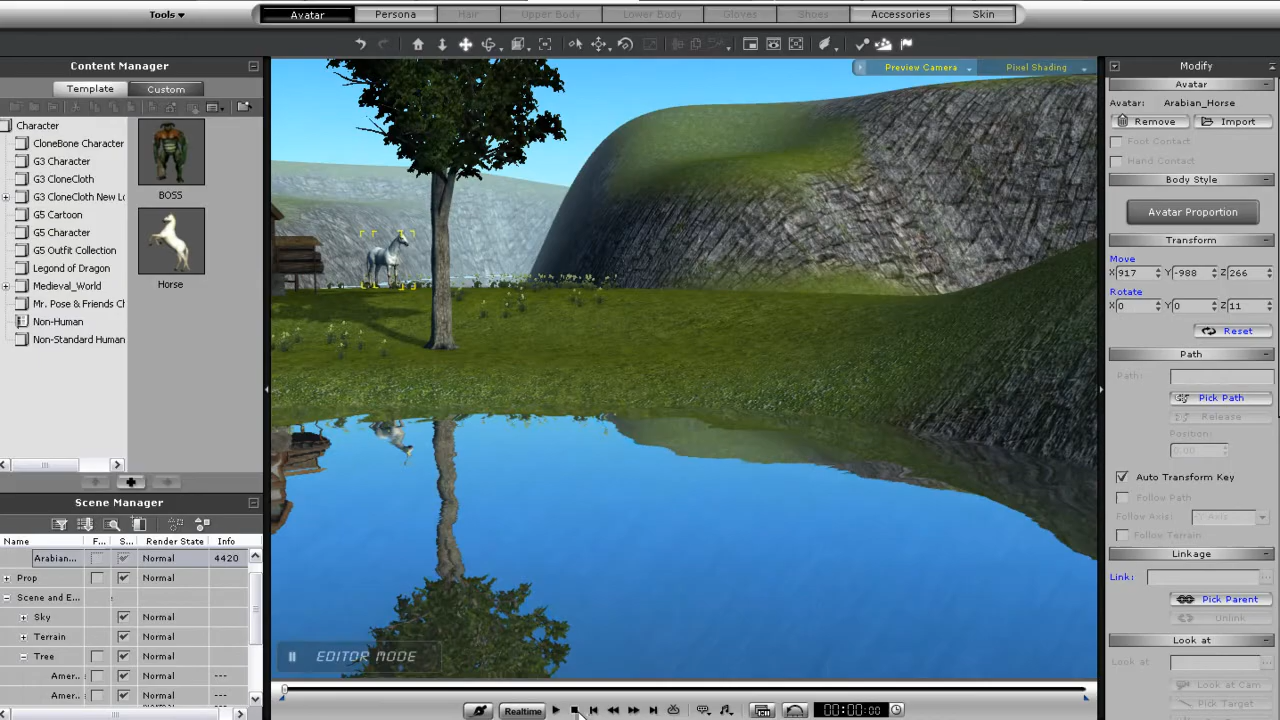 Tools
Avatar Persona Hair Upper Body Lower Body Gloves Shoes Accessories Skin
Content Manager
Template Custom
Character
CloneBone Character
G3 Character
G3 CloneCloth
G3 CloneCloth New Lo
G5 Cartoon
G5 Character
G5 Outfit Collection
Legend of Dragon
Medieval_World
Mr. Pose & Friends Cl
Non-Human
Non-Standard Human
BOSS
Horse
Scene Manager
Name F... S... Render State Info
Arabian... Normal 4420
Prop Normal
Scene and E...
Sky Normal
Terrain Normal
Tree Normal
Amer.. Normal ---
Amer.. Normal ---
Preview Camera Pixel Shading
EDITOR MODE
Realtime 00:00:00:00
Modify
Avatar
Avatar: Arabian_Horse
Remove Import
Foot Contact
Hand Contact
Body Style
Avatar Proportion
Transform
Move
X 917 Y -988 Z 266
Rotate
X 0 Y 0 Z 11
Reset
Path
Path:
Pick Path
Release
Position:
0.00
Auto Transform Key
Follow Path
Follow Axis: Axis
Follow Terrain
Linkage
Link:
Pick Parent
Unlink
Look at
Look at:
Look at Cam
Pick Target